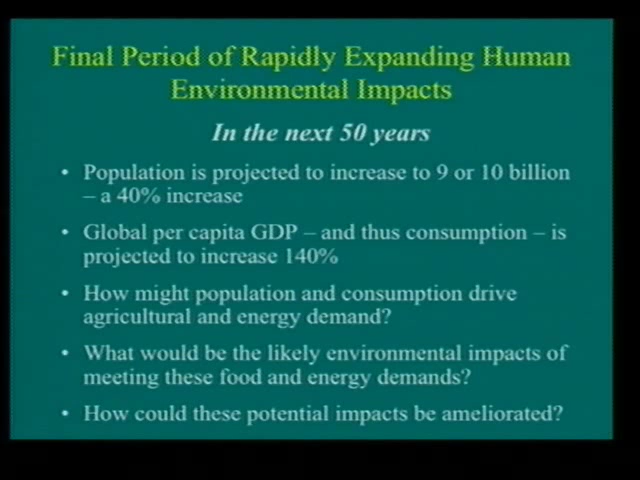 Final Period of Rapidly Expanding Human
Environmental Impacts
In the next 50 years
• Population is projected to increase to 9 or 10 billion
– a 40% increase
• Global per capita GDP – and thus consumption – is
projected to increase 140%
• How might population and consumption drive
agricultural and energy demand?
• What would be the likely environmental impacts of
meeting these food and energy demands?
• How could these potential impacts be ameliorated?